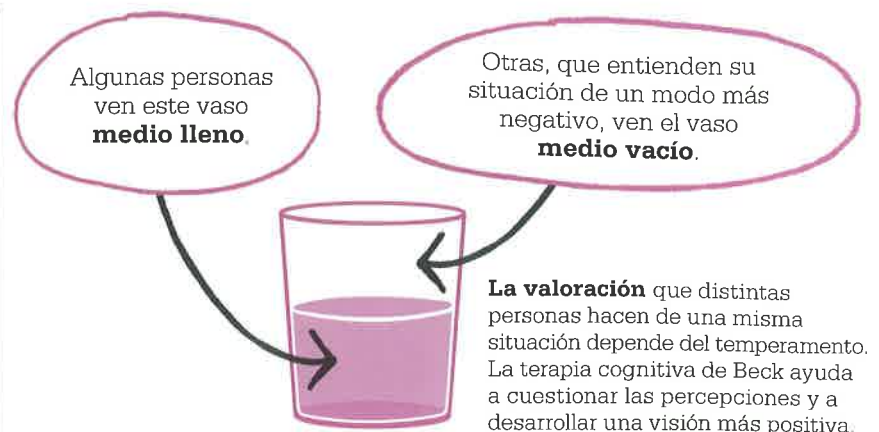 Algunas personas
ven este vaso
medio lleno.
Otras, que entienden su
situación de un modo más
negativo, ven el vaso
medio vacío.
La valoración que distintas
personas hacen de una misma
situación depende del temperamento.
La terapia cognitiva de Beck ayuda
a cuestionar las percepciones y a
desarrollar una visión más positiva.